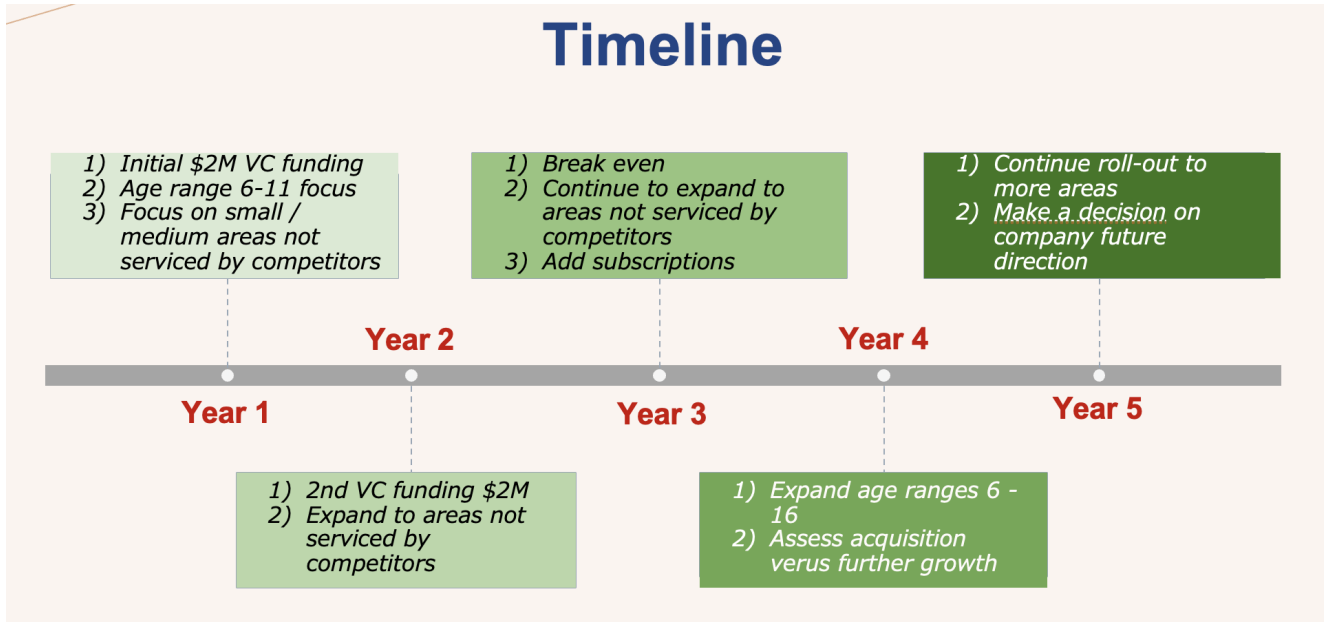 Timeline
1) Initial $2M VC funding
2) Age range 6-11 focus
3) Focus on small /
medium areas not
serviced by competitors
Year 1
Year 2
1) 2nd VC funding $2M
2) Expand to areas not
serviced by
competitors
1) Break even
2) Continue to expand to
areas not serviced by
competitors
3) Add subscriptions
Year 3
Year 4
1) Expand age ranges 6 -
16
2) Assess acquisition
verus further growth
1) Continue roll-out to
more areas
2) Make a decision on
company future
direction
Year 5